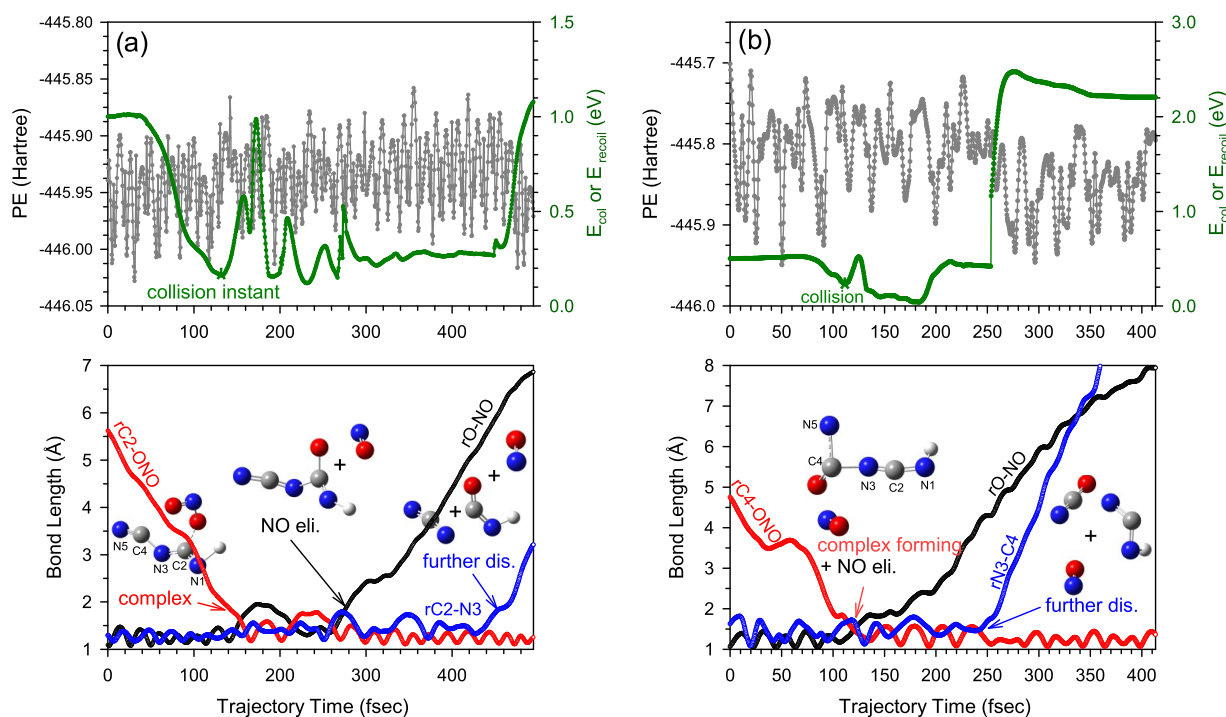 (a)
-445.80
-445.85
-445.90
-445.95
-446.00
-446.05
PE (Hartree)
1.5
1.0
0.5
0.0
E_col or E_recoil (eV)
collision instant
0
100
200
300
400
(b)
-445.7
-445.8
-445.9
-446.0
PE (Hartree)
3.0
2.0
1.0
0.0
E_col or E_recoil (eV)
collision
0
50
100
150
200
250
300
350
400
7
6
5
4
3
2
1
Bond Length (Å)
rC2-ONO
rO-NO
+
NO eli.
+
+
N5
C4
N3
C2
N1
complex
further dis.
rC2-N3
0
100
200
300
400
Trajectory Time (fsec)
8
7
6
5
4
3
2
1
Bond Length (Å)
rC4-ONO
N5
C4
N3
C2
N1
rO-NO
rN3-C4
+
complex forming
+ NO eli.
further dis.
0
50
100
150
200
250
300
350
400
Trajectory Time (fsec)